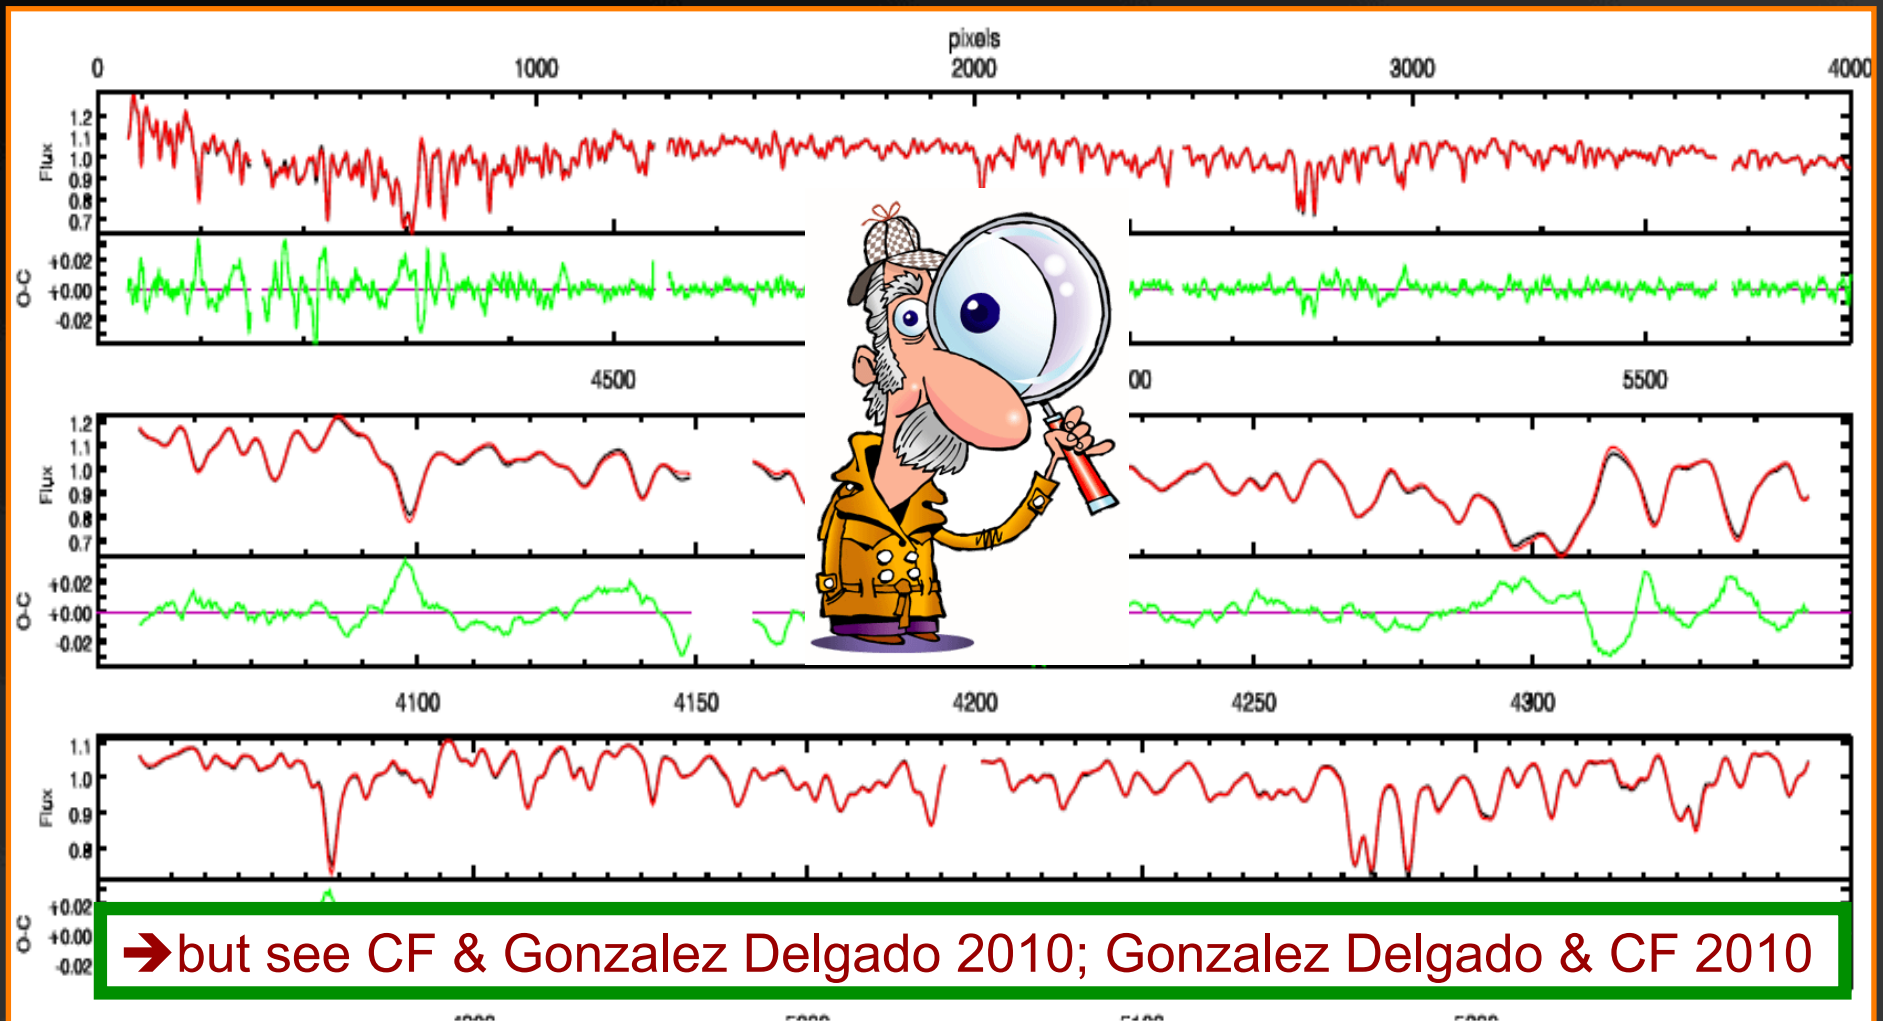 pixels
0 1000 2000 3000 4000
Flux
1.2
1.1
1.0
0.9
0.8
0.7
O-C
+0.02
+0.00
-0.02
4500 00 5500
Flux
1.2
1.1
1.0
0.9
0.8
0.7
O-C
+0.02
+0.00
-0.02
4100 4150 4200 4250 4300
Flux
1.1
1.0
0.9
0.8
O-C
+0.02
+0.00
-0.02
➔but see CF & Gonzalez Delgado 2010; Gonzalez Delgado & CF 2010